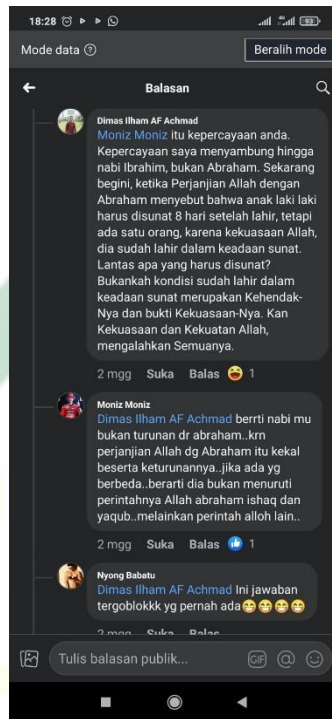 18:28
4G
93
Mode data
Beralih mode
Balasan
Dimas Ilham AF Achmad
Moniz Moniz itu kepercayaan anda.
Kepercayaan saya menyambung hingga
nabi Ibrahim, bukan Abraham. Sekarang
begini, ketika Perjanjian Allah dengan
Abraham menyebut bahwa anak laki laki
harus disunat 8 hari setelah lahir, tetapi
ada satu orang, karena kekuasaan Allah,
dia sudah lahir dalam keadaan sunat.
Lantas apa yang harus disunat?
Bukankah kondisi sudah lahir dalam
keadaan sunat merupakan Kehendak-
Nya dan bukti Kekuasaan-Nya. Kan
Kekuasaan dan Kekuatan Allah,
mengalahkan Semuanya.
2 mgg Suka Balas 😆 1
Moniz Moniz
Dimas Ilham AF Achmad berrti nabi mu
bukan turunan dr abraham..krn
perjanjian Allah dg Abraham itu kekal
beserta keturunannya..jika ada yg
berbeda..berarti dia bukan menuruti
perintahnya Allah abraham ishaq dan
yaqub..melainkan perintah alloh lain..
2 mgg Suka Balas 👍 1
Nyong Babatu
Dimas Ilham AF Achmad Ini jawaban
tergoblokkk yg pernah ada😁😁😁😁
2 mgg Suka Balas
Tulis balasan publik...
GIF